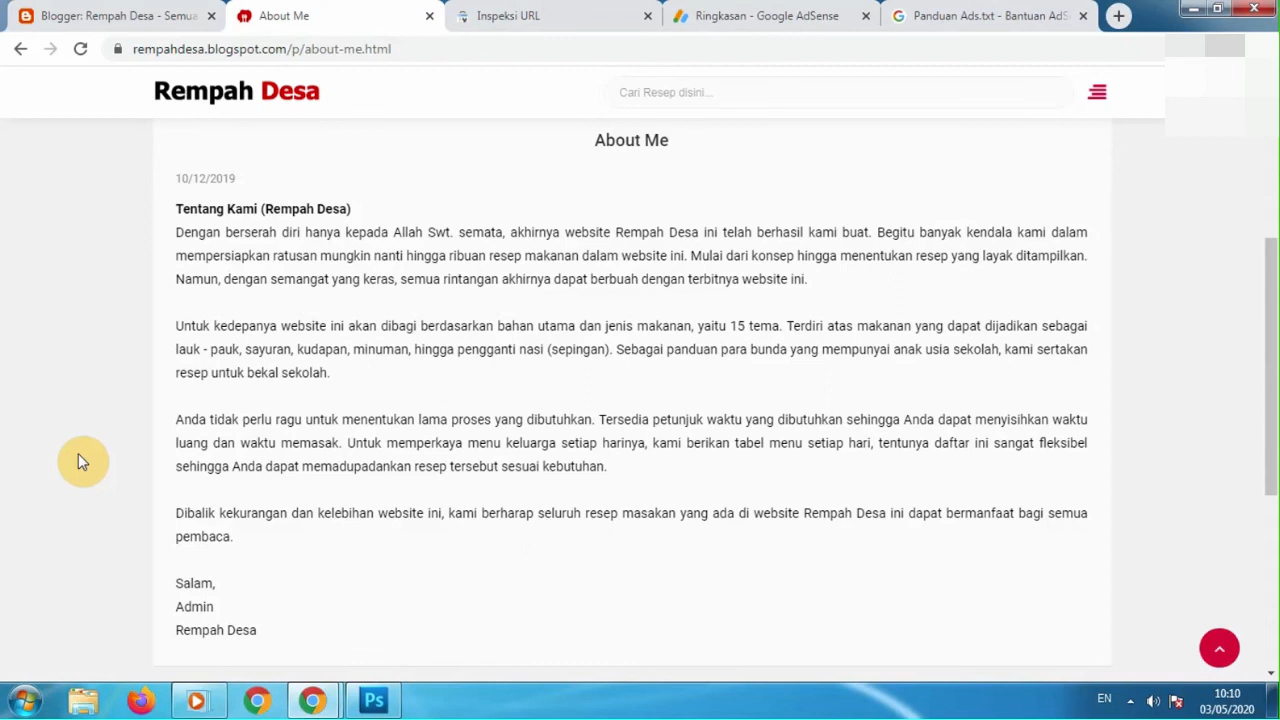 Blogger: Rempah Desa - Semua
About Me
Inspeksi URL
Ringkasan - Google AdSense
Panduan Ads.txt - Bantuan AdS
rempahdesa.blogspot.com/p/about-me.html
Rempah Desa
Cari Resep disini...
About Me
10/12/2019
Tentang Kami (Rempah Desa)
Dengan berserah diri hanya kepada Allah Swt. semata, akhirnya website Rempah Desa ini telah berhasil kami buat. Begitu banyak kendala kami dalam
mempersiapkan ratusan mungkin nanti hingga ribuan resep makanan dalam website ini. Mulai dari konsep hingga menentukan resep yang layak ditampilkan.
Namun, dengan semangat yang keras, semua rintangan akhirnya dapat berbuah dengan terbitnya website ini.
Untuk kedepanya website ini akan dibagi berdasarkan bahan utama dan jenis makanan, yaitu 15 tema. Terdiri atas makanan yang dapat dijadikan sebagai
lauk - pauk, sayuran, kudapan, minuman, hingga pengganti nasi (sepingan). Sebagai panduan para bunda yang mempunyai anak usia sekolah, kami sertakan
resep untuk bekal sekolah.
Anda tidak perlu ragu untuk menentukan lama proses yang dibutuhkan. Tersedia petunjuk waktu yang dibutuhkan sehingga Anda dapat menyisihkan waktu
luang dan waktu memasak. Untuk memperkaya menu keluarga setiap harinya, kami berikan tabel menu setiap hari, tentunya daftar ini sangat fleksibel
sehingga Anda dapat memadupadankan resep tersebut sesuai kebutuhan.
Dibalik kekurangan dan kelebihan website ini, kami berharap seluruh resep masakan yang ada di website Rempah Desa ini dapat bermanfaat bagi semua
pembaca.
Salam,
Admin
Rempah Desa
Ps
EN
10:10
03/05/2020